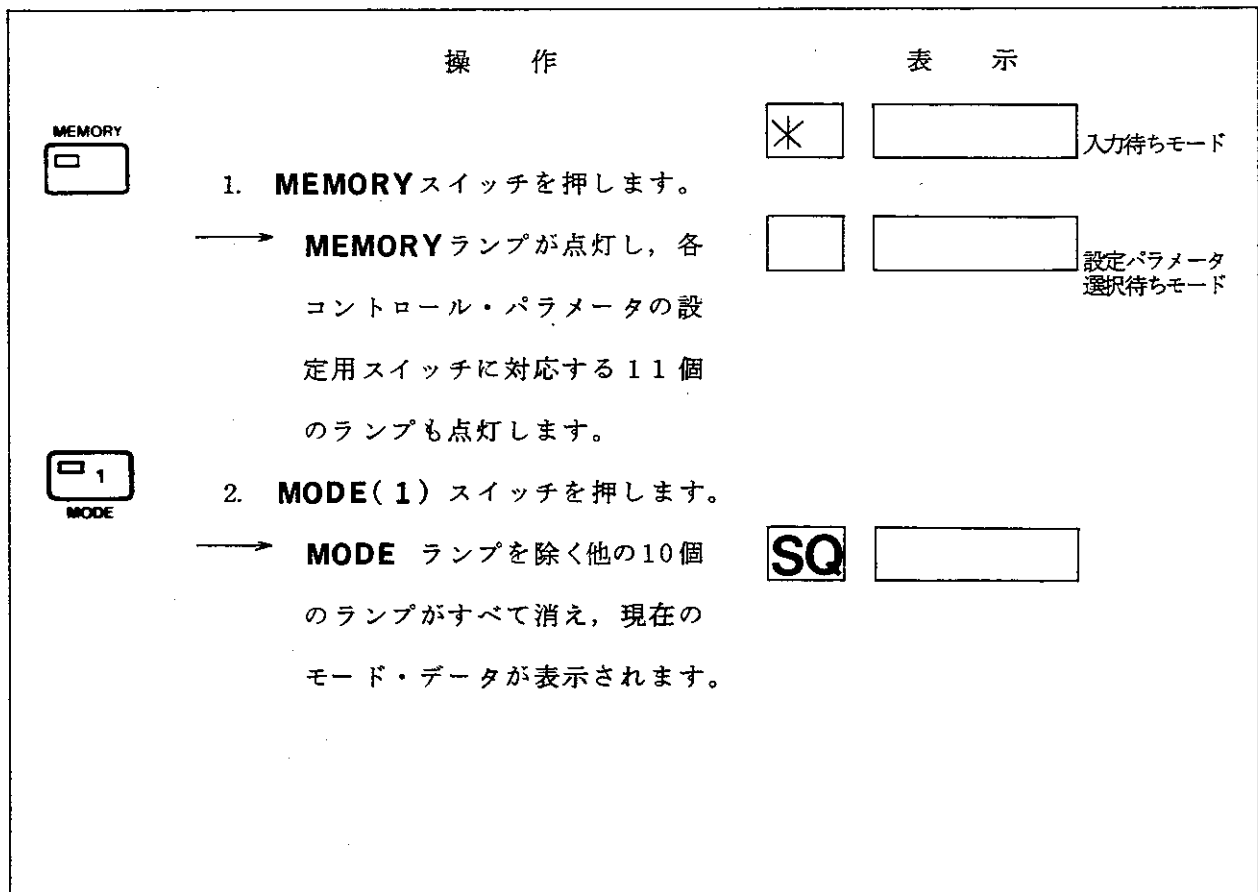 操 作
表 示
MEMORY
＊
入力待ちモード
1. MEMORYスイッチを押します。
MEMORYランプが点灯し，各
コントロール・パラメータの設
定用スイッチに対応する11個
のランプも点灯します。
設定パラメータ
選択待ちモード
1
MODE
2. MODE(1) スイッチを押します。
MODE ランプを除く他の10個
のランプがすべて消え，現在の
モード・データが表示されます。
SQ